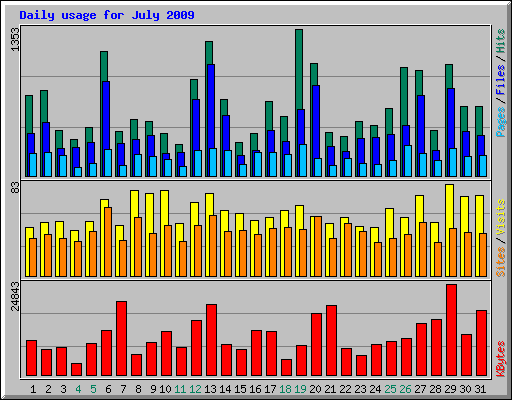 Daily usage for July 2009
1353
Pages / Files / Hits
83
Sites / Visits
24843
KBytes
1 2 3 4 5 6 7 8 9 10 11 12 13 14 15 16 17 18 19 20 21 22 23 24 25 26 27 28 29 30 31